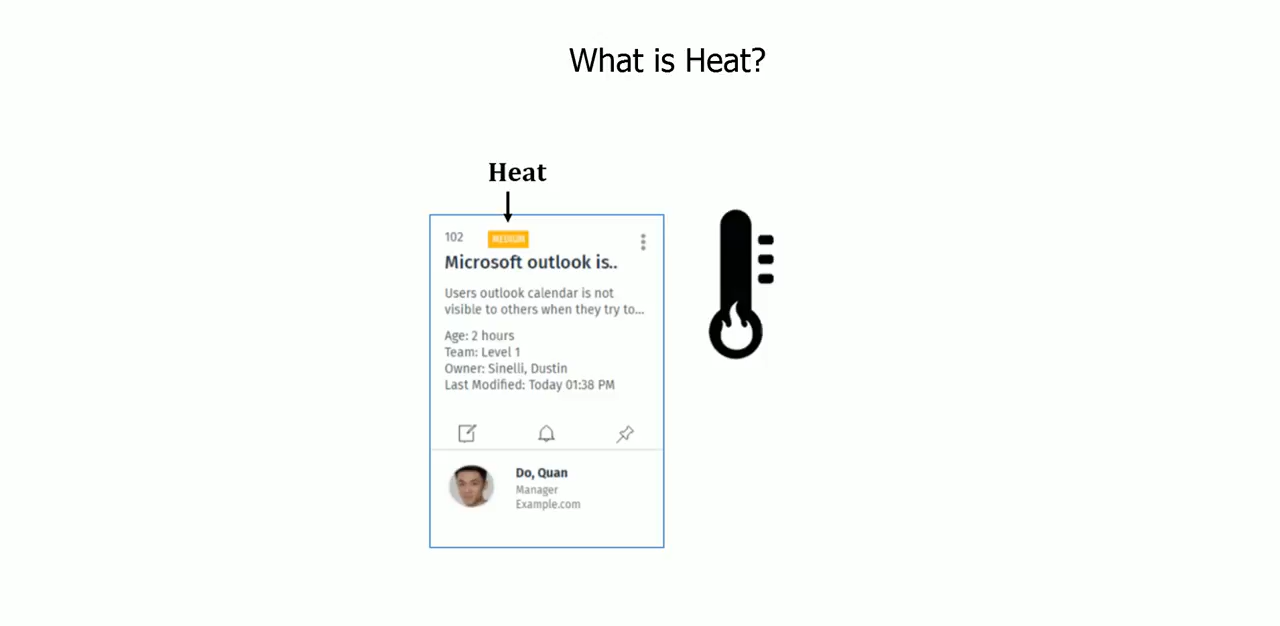 What is Heat?
Heat
102 MEDIUM
Microsoft outlook is..
Users outlook calendar is not
visible to others when they try to...
Age: 2 hours
Team: Level 1
Owner: Sinelli, Dustin
Last Modified: Today 01:38 PM
Do, Quan
Manager
Example.com